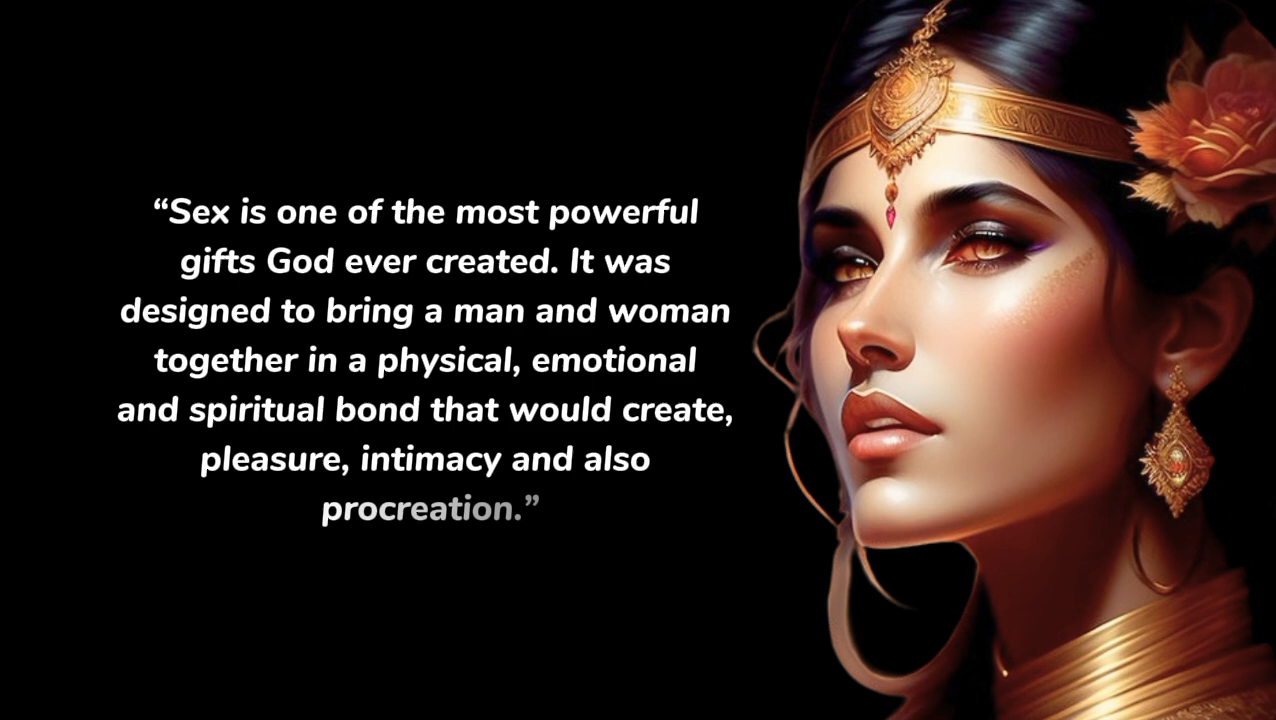 “Sex is one of the most powerful
gifts God ever created. It was
designed to bring a man and woman
together in a physical, emotional
and spiritual bond that would create,
pleasure, intimacy and also
procreation.”